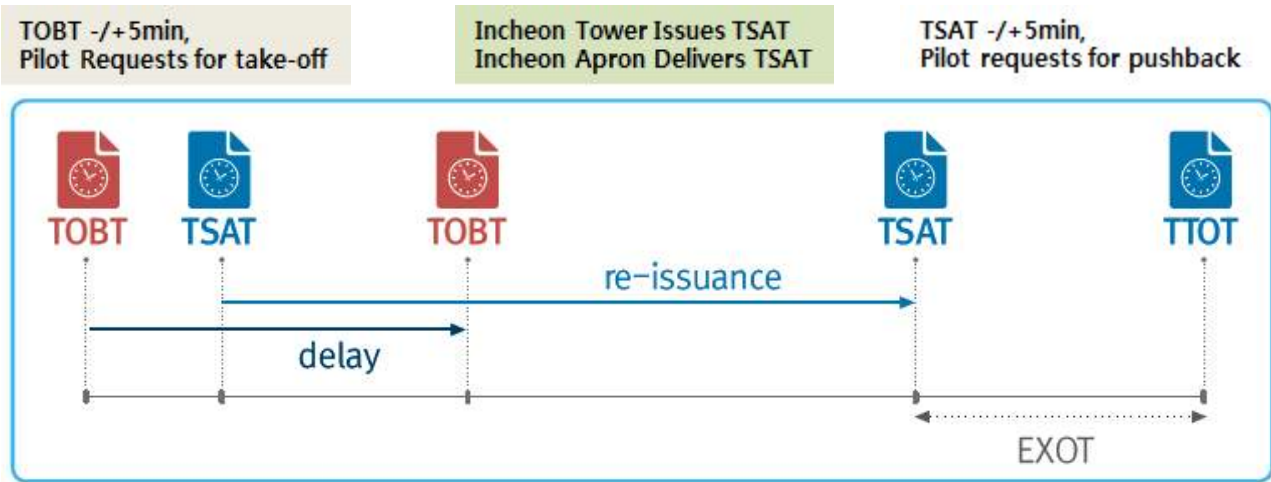 TOBT -/+5min,
Pilot Requests for take-off
Incheon Tower Issues TSAT
Incheon Apron Delivers TSAT
TSAT -/+5min,
Pilot requests for pushback
TOBT
TSAT
TOBT
TSAT
TTOT
re-issuance
delay
EXOT